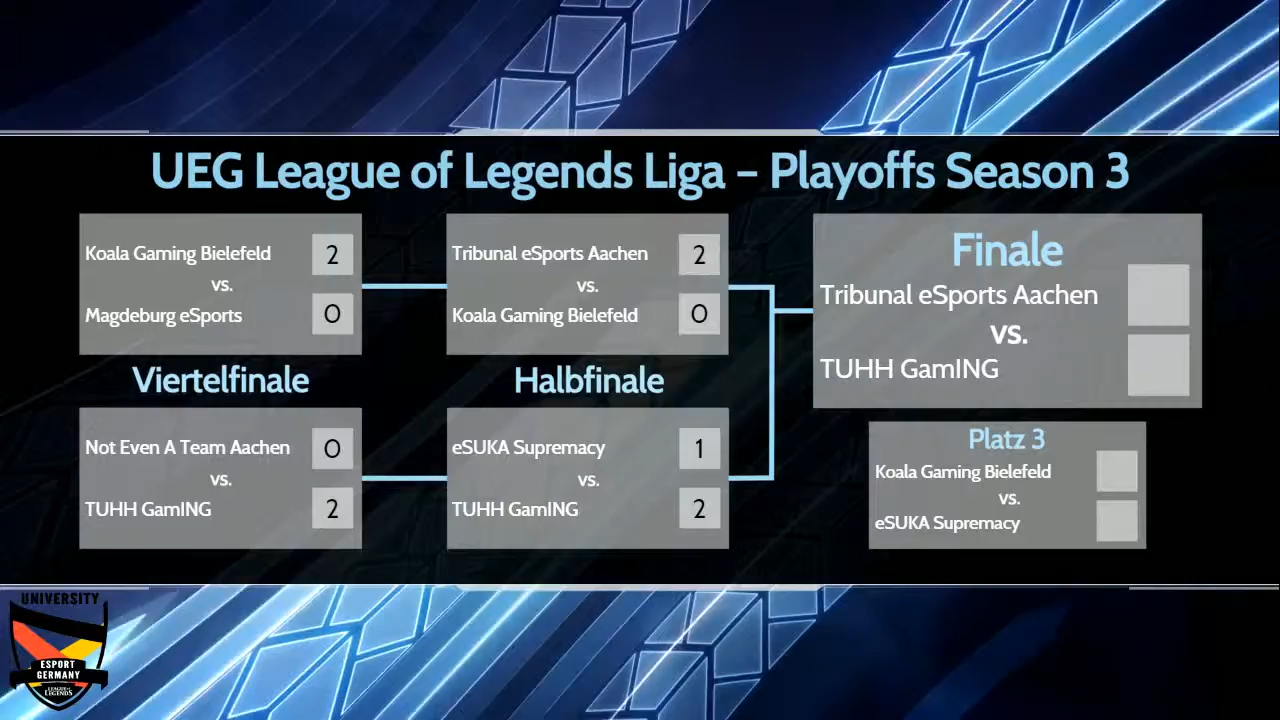 UEG League of Legends Liga – Playoffs Season 3
Koala Gaming Bielefeld 2
vs.
Magdeburg eSports 0
Viertelfinale
Not Even A Team Aachen 0
vs.
TUHH GamING 2
Tribunal eSports Aachen 2
vs.
Koala Gaming Bielefeld 0
Halbfinale
eSUKA Supremacy 1
vs.
TUHH GamING 2
Finale
Tribunal eSports Aachen
vs.
TUHH GamING
Platz 3
Koala Gaming Bielefeld
vs.
eSUKA Supremacy
UNIVERSITY
ESPORT
GERMANY
LEAGUE OF
LEGENDS